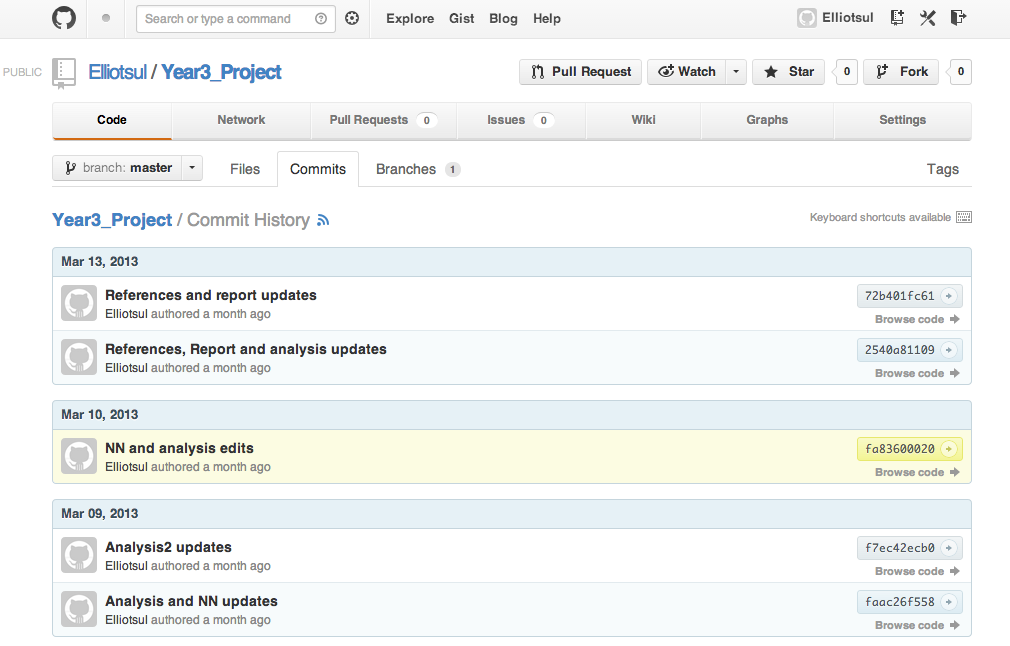 Search or type a command
Explore Gist Blog Help
Elliotsul
PUBLIC Elliotsul / Year3_Project
Pull Request Watch Star 0 Fork 0
Code Network Pull Requests 0 Issues 0 Wiki Graphs Settings
branch: master Files Commits Branches 1 Tags
Year3_Project / Commit History
Keyboard shortcuts available
Mar 13, 2013
References and report updates
72b401fc61
Elliotsul authored a month ago
Browse code
References, Report and analysis updates
2540a81109
Elliotsul authored a month ago
Browse code
Mar 10, 2013
NN and analysis edits
fa83600020
Elliotsul authored a month ago
Browse code
Mar 09, 2013
Analysis2 updates
f7ec42ecb0
Elliotsul authored a month ago
Browse code
Analysis and NN updates
faac26f558
Elliotsul authored a month ago
Browse code